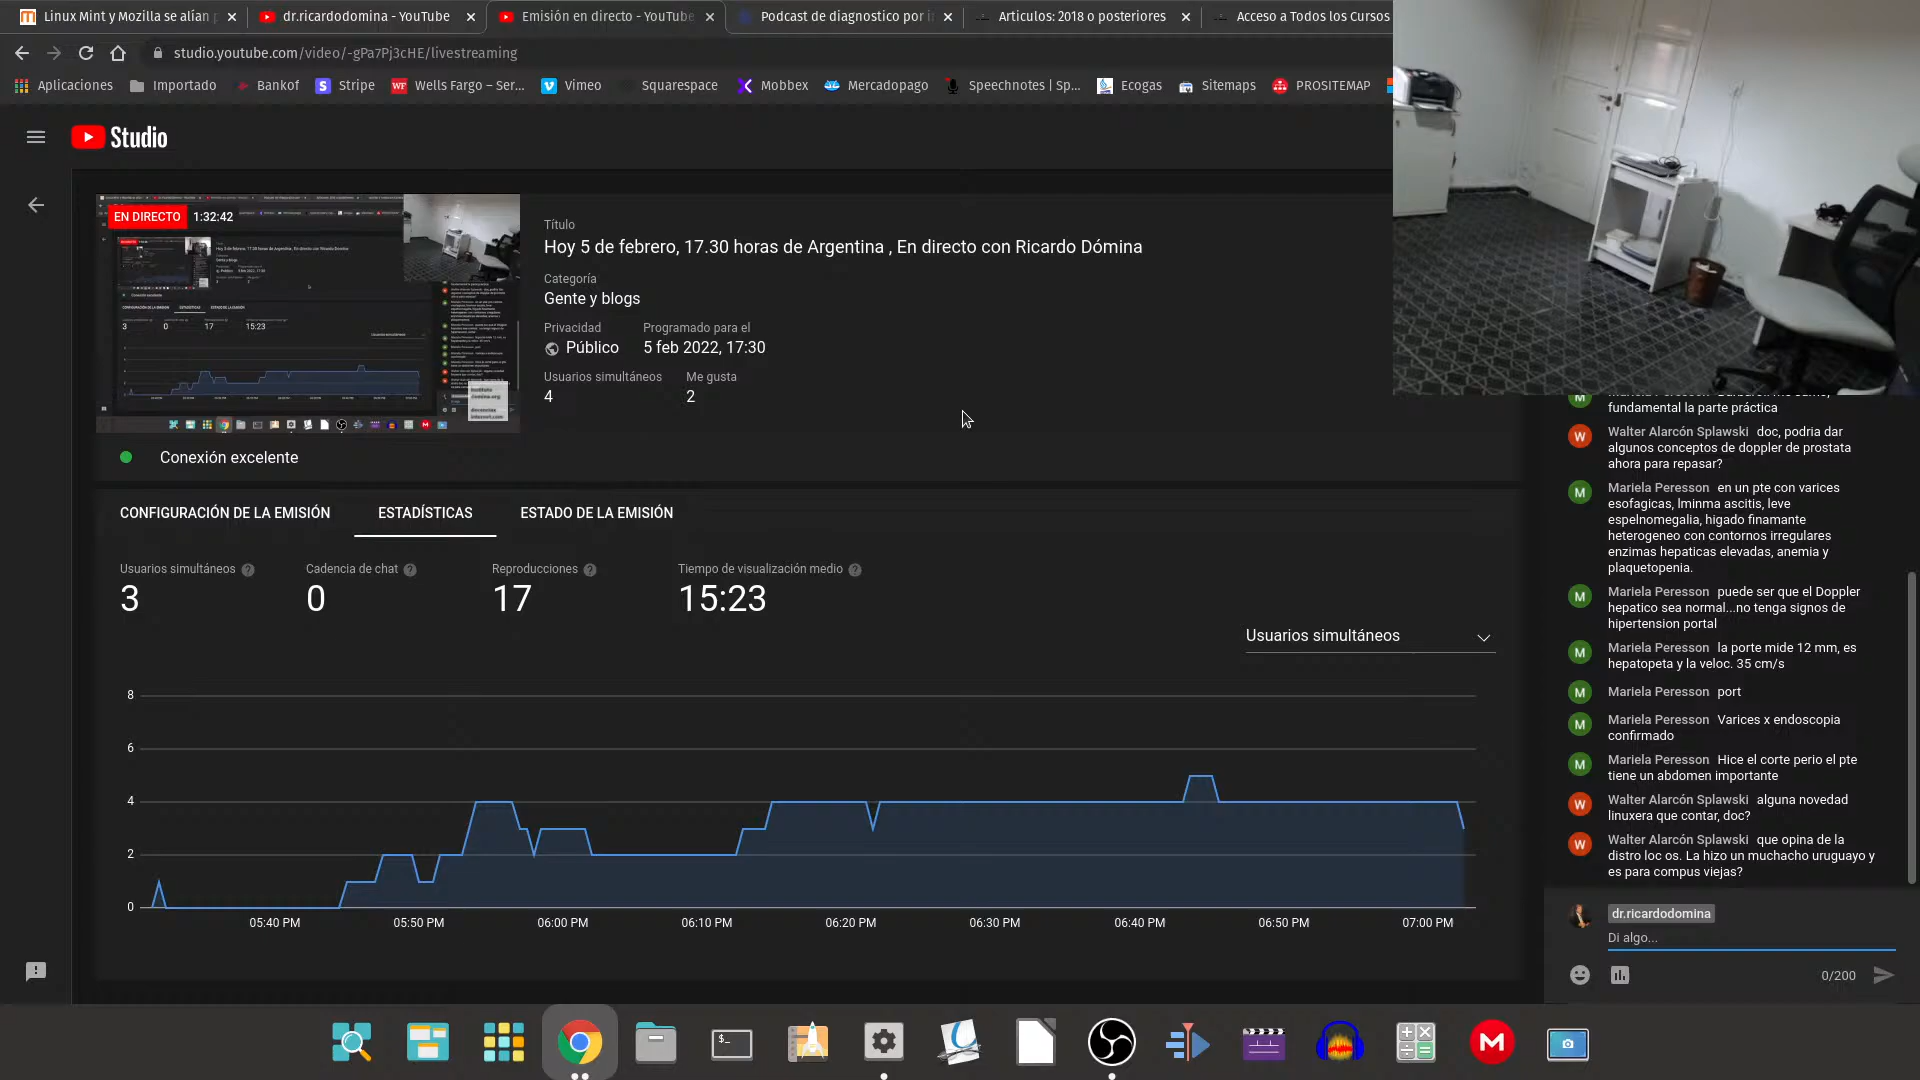 Linux Mint y Mozilla se alían
dr.ricardodomina - YouTube
Emisión en directo - YouTube
Podcast de diagnostico por i
Articulos: 2018 o posteriores
Acceso a Todos los Cursos
studio.youtube.com/video/-gPa7Pj3cHE/livestreaming
Aplicaciones
Importado
Bankof
Stripe
Wells Fargo – Ser...
Vimeo
Squarespace
Mobbex
Mercadopago
Speechnotes | Sp...
Ecogas
Sitemaps
PROSITEMAP
Studio
EN DIRECTO 1:32:42
Título
Hoy 5 de febrero, 17.30 horas de Argentina , En directo con Ricardo Dómina
Categoría
Gente y blogs
Privacidad
Programado para el
Público
5 feb 2022, 17:30
Usuarios simultáneos
Me gusta
4
2
Conexión excelente
CONFIGURACIÓN DE LA EMISIÓN
ESTADÍSTICAS
ESTADO DE LA EMISIÓN
Usuarios simultáneos
Cadencia de chat
Reproducciones
Tiempo de visualización medio
3
0
17
15:23
Usuarios simultáneos
8
6
4
2
0
05:40 PM
05:50 PM
06:00 PM
06:10 PM
06:20 PM
06:30 PM
06:40 PM
06:50 PM
07:00 PM
fundamental la parte práctica
Walter Alarcón Splawski doc, podria dar
algunos conceptos de doppler de prostata
ahora para repasar?
Mariela Peresson en un pte con varices
esofagicas, lminma ascitis, leve
espelnomegalia, higado finamante
heterogeneo con contornos irregulares
enzimas hepaticas elevadas, anemia y
plaquetopenia.
Mariela Peresson puede ser que el Doppler
hepatico sea normal...no tenga signos de
hipertension portal
Mariela Peresson la porte mide 12 mm, es
hepatopeta y la veloc. 35 cm/s
Mariela Peresson port
Mariela Peresson Varices x endoscopia
confirmado
Mariela Peresson Hice el corte perio el pte
tiene un abdomen importante
Walter Alarcón Splawski alguna novedad
linuxera que contar, doc?
Walter Alarcón Splawski que opina de la
distro loc os. La hizo un muchacho uruguayo y
es para compus viejas?
dr.ricardodomina
Di algo...
0/200